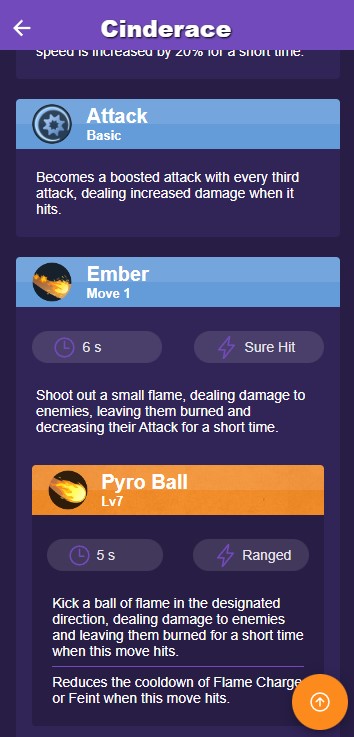 Cinderace
speed is increased by 20% for a short time.
Attack
Basic
Becomes a boosted attack with every third
attack, dealing increased damage when it
hits.
Ember
Move 1
6 s
Sure Hit
Shoot out a small flame, dealing damage to
enemies, leaving them burned and
decreasing their Attack for a short time.
Pyro Ball
Lv7
5 s
Ranged
Kick a ball of flame in the designated
direction, dealing damage to enemies
and leaving them burned for a short time
when this move hits.
Reduces the cooldown of Flame Charge
or Feint when this move hits.